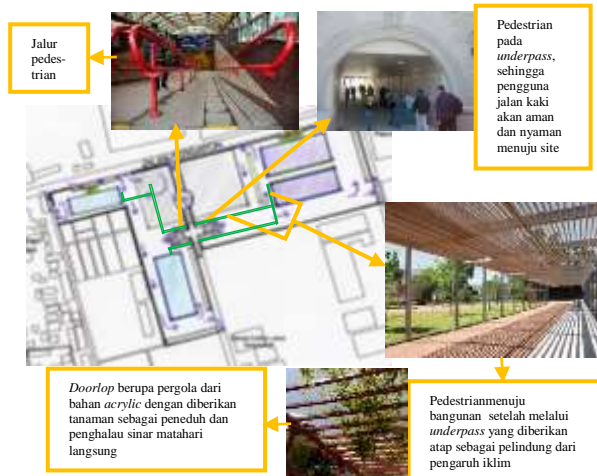 Jalur
pedes-
trian
Pedestrian
pada
underpass,
sehingga
pengguna
jalan kaki
akan aman
dan nyaman
menuju site
Doorlop berupa pergola dari
bahan acrylic dengan diberikan
tanaman sebagai peneduh dan
penghalau sinar matahari
langsung
Pedestrianmenuju
bangunan setelah melalui
underpass yang diberikan
atap sebagai pelindung dari
pengaruh iklim